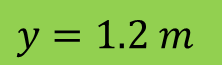 y = 1.2 m